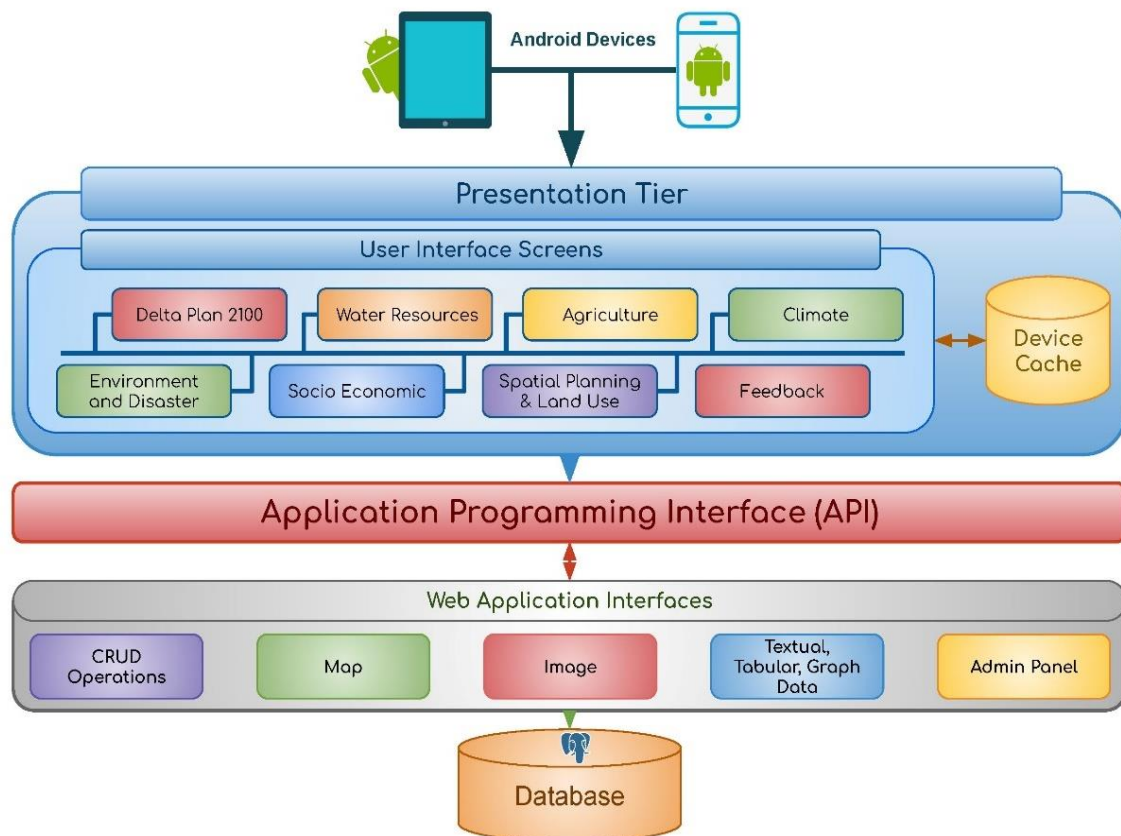 Android Devices
Presentation Tier
User Interface Screens
Delta Plan 2100
Water Resources
Agriculture
Climate
Environment
and Disaster
Socio Economic
Spatial Planning
& Land Use
Feedback
Device
Cache
Application Programming Interface (API)
Web Application Interfaces
CRUD
Operations
Map
Image
Textual,
Tabular, Graph
Data
Admin Panel
Database